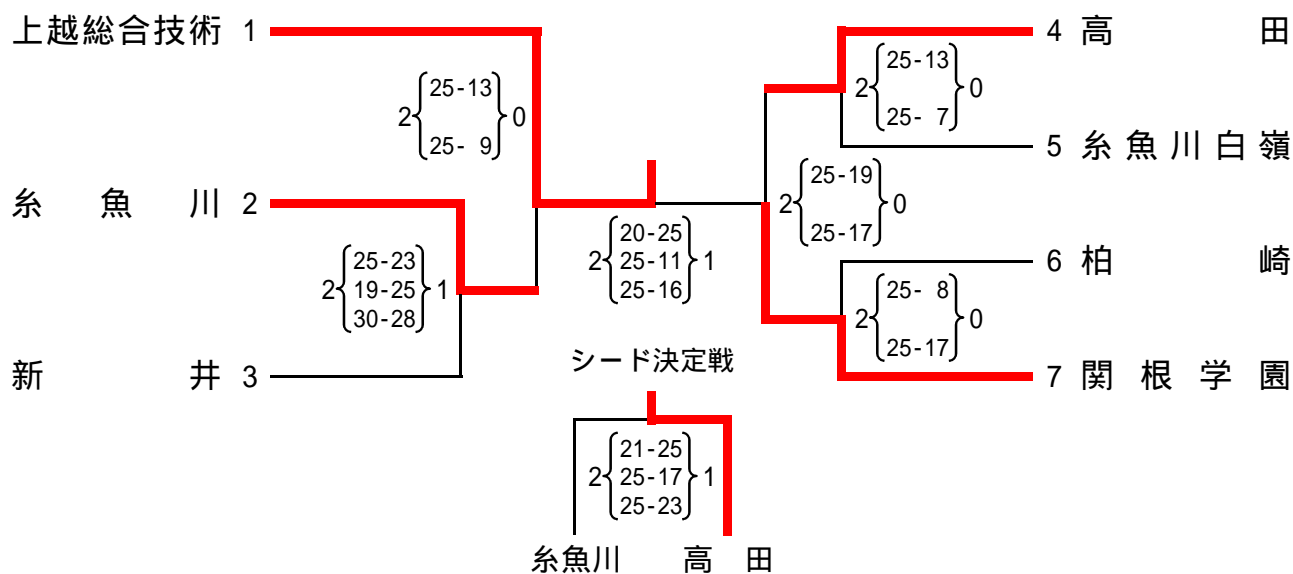 上越総合技術 1
4 高田
2 25-13 25- 9 0
2 25-13 25- 7 0
5 糸魚川白嶺
糸魚川 2
2 25-19 25-17 0
2 20-25 25-11 25-16 1
6 柏崎
2 25-23 19-25 30-28 1
2 25- 8 25-17 0
新井 3
シード決定戦
7 関根学園
2 21-25 25-17 25-23 1
糸魚川 高田